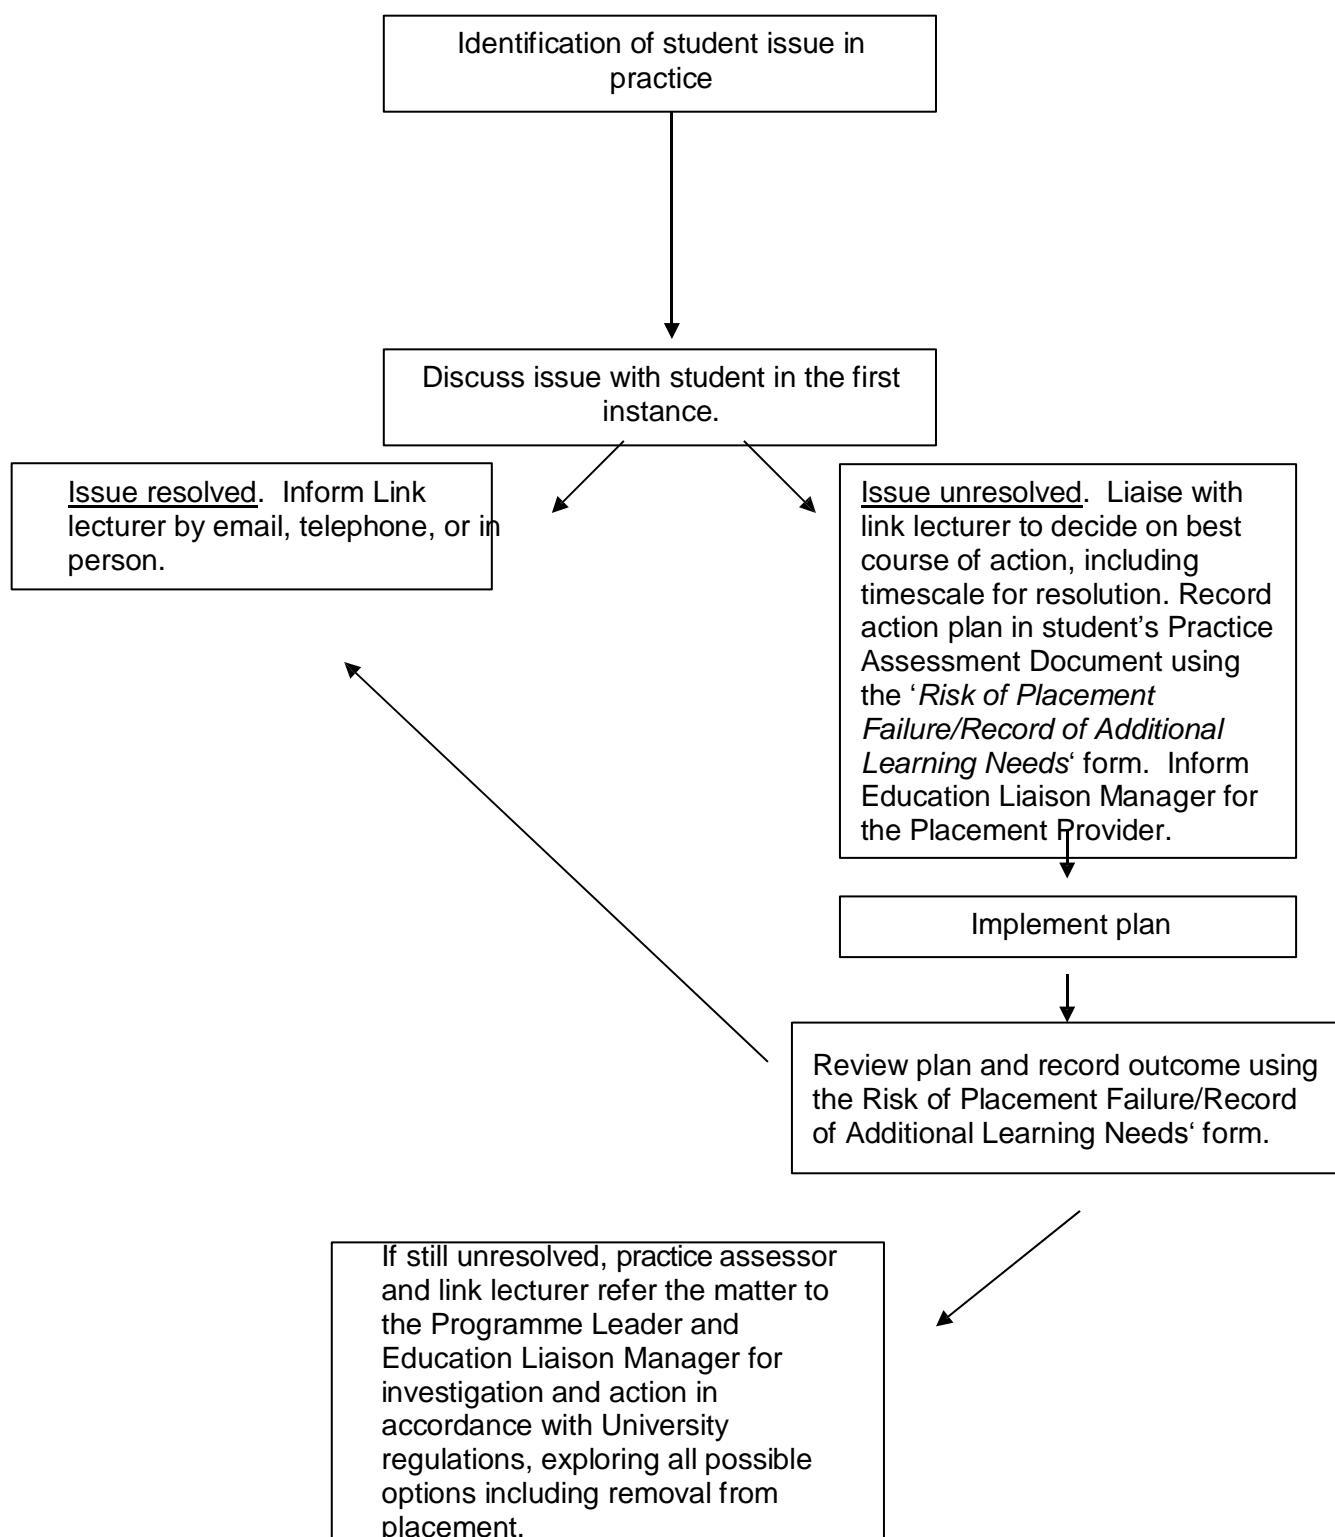 Identification of student issue in
practice
Discuss issue with student in the first
instance.
Issue resolved.  Inform Link
lecturer by email, telephone, or in
person.
Issue unresolved.  Liaise with
link lecturer to decide on best
course of action, including
timescale for resolution. Record
action plan in student’s Practice
Assessment Document using
the ‘Risk of Placement
Failure/Record of Additional
Learning Needs‘ form.  Inform
Education Liaison Manager for
the Placement Provider.
Implement plan
Review plan and record outcome using
the Risk of Placement Failure/Record
of Additional Learning Needs‘ form.
If still unresolved, practice assessor
and link lecturer refer the matter to
the Programme Leader and
Education Liaison Manager for
investigation and action in
accordance with University
regulations, exploring all possible
options including removal from
placement.